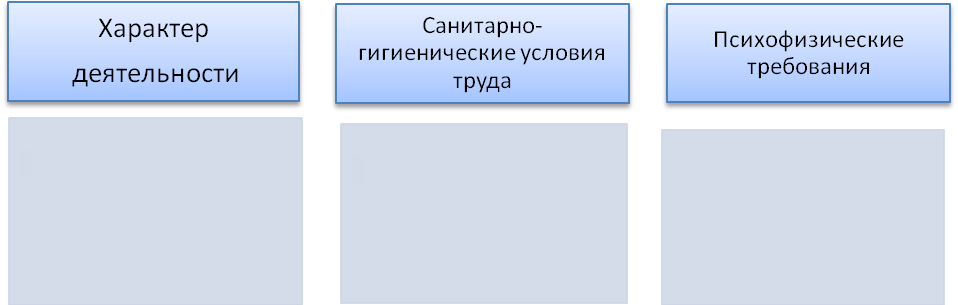 Характер
деятельности
Санитарно-
гигиенические условия
труда
Психофизические
требования